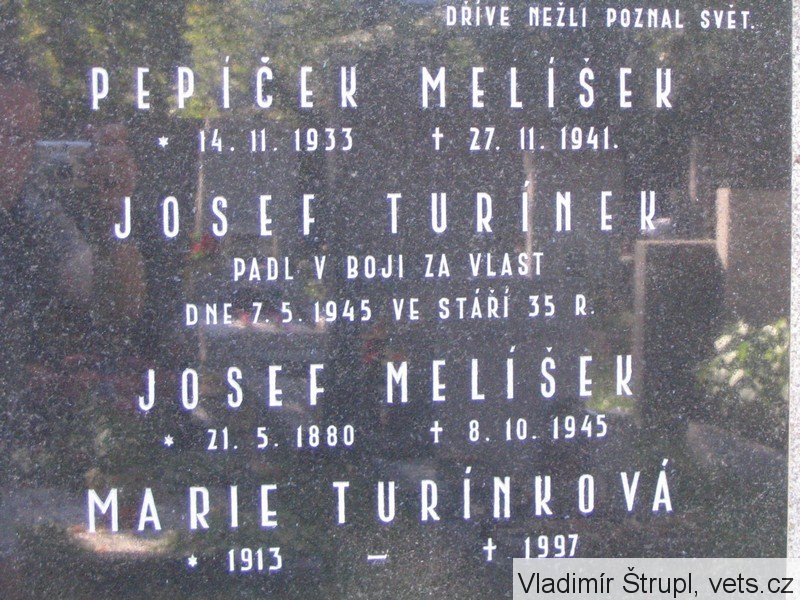 DŘÍVE NEŽLI POZNAL SVĚT.
PEPÍČEK MELÍŠEK
* 14. 11. 1933 † 27. 11. 1941.
JOSEF TURÍNEK
PADL V BOJI ZA VLAST
DNE 7. 5. 1945 VE STÁŘÍ 35 R.
JOSEF MELÍŠEK
* 21. 5. 1880 † 8. 10. 1945
MARIE TURÍNKOVÁ
* 1913 – † 1997
Vladimír Štrupl, vets.cz